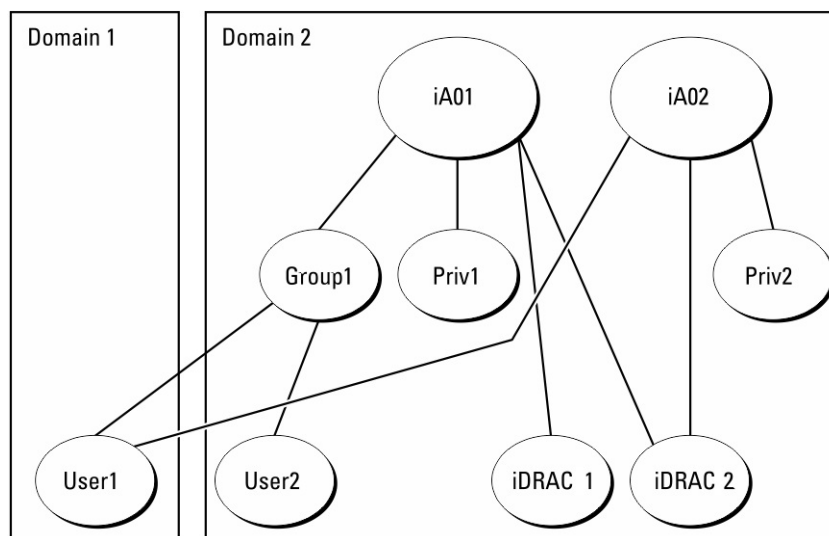 Domain 1
Domain 2
iA01
iA02
Group1
Priv1
Priv2
User1
User2
iDRAC 1
iDRAC 2